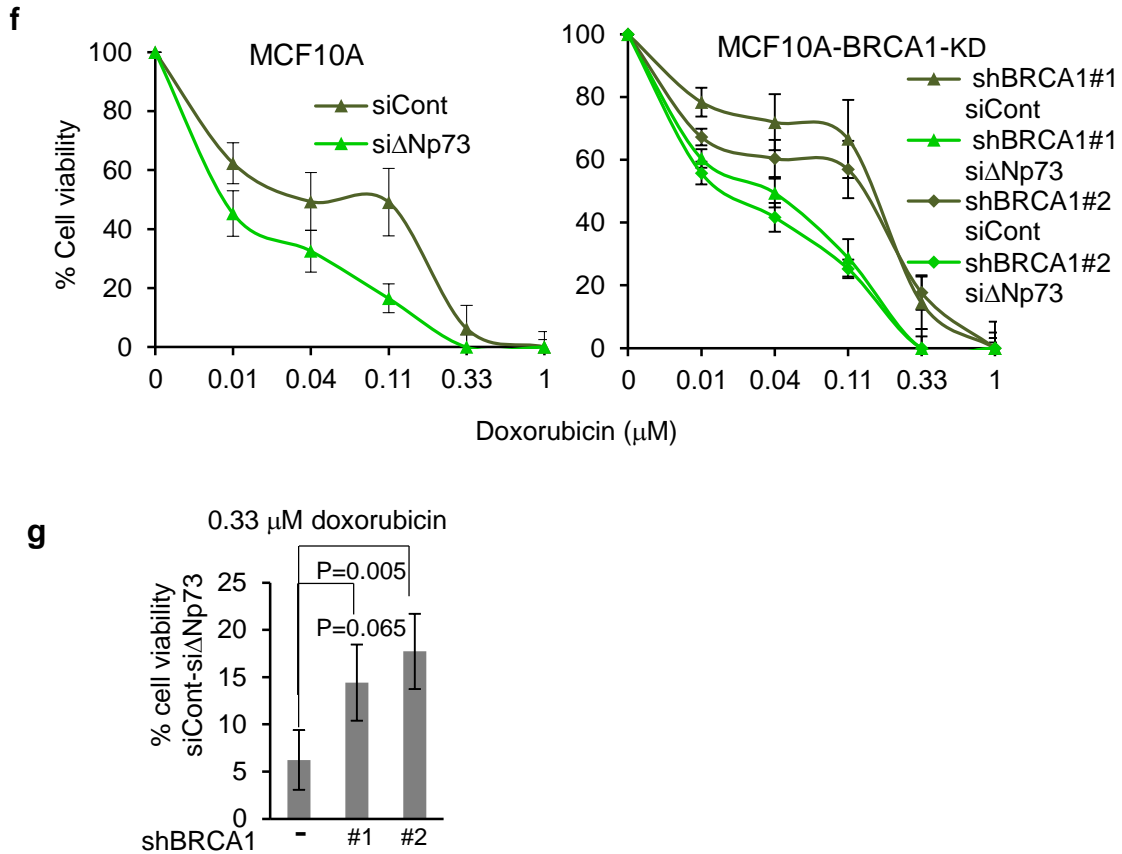 f
MCF10A
% Cell viability
100
80
60
40
20
0
siCont
siΔNp73
0 0.01 0.04 0.11 0.33 1
MCF10A-BRCA1-KD
100
80
60
40
20
0
shBRCA1#1
siCont
shBRCA1#1
siΔNp73
shBRCA1#2
siCont
shBRCA1#2
siΔNp73
0 0.01 0.04 0.11 0.33 1
Doxorubicin (μM)
g
0.33 μM doxorubicin
% cell viability
siCont-siΔNp73
25
20
15
10
5
0
P=0.005
P=0.065
shBRCA1 - #1 #2